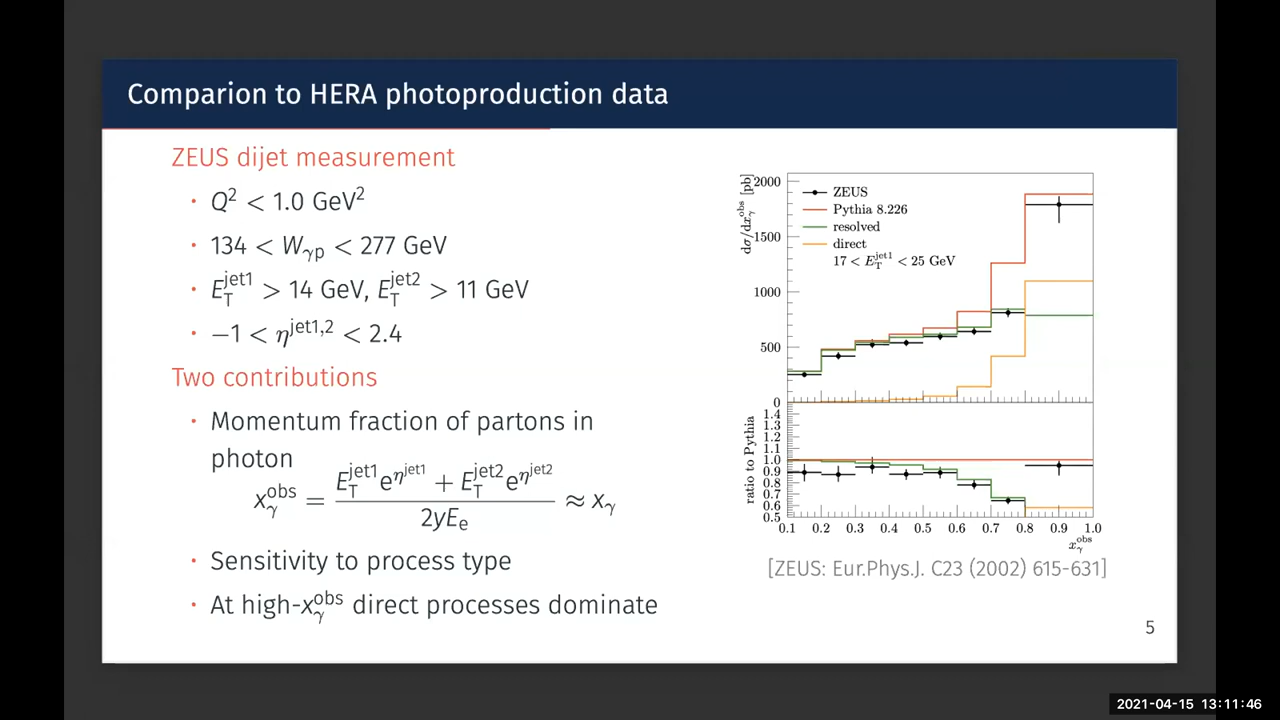 Comparion to HERA photoproduction data
ZEUS dijet measurement
• Q² < 1.0 GeV²
• 134 < W_γp < 277 GeV
• E_T^jet1 > 14 GeV, E_T^jet2 > 11 GeV
• −1 < η^jet1,2 < 2.4
Two contributions
• Momentum fraction of partons in
photon
x_γ^obs = (E_T^jet1 e^η^jet1 + E_T^jet2 e^η^jet2) / (2yE_e) ≈ x_γ
• Sensitivity to process type
• At high-x_γ^obs direct processes dominate
dσ/dx_γ^obs [pb]
2000
1500
1000
500
0
ZEUS
Pythia 8.226
resolved
direct
17 < E_T^jet1 < 25 GeV
ratio to Pythia
1.4
1.3
1.2
1.1
1.0
0.9
0.8
0.7
0.6
0.5
0.1 0.2 0.3 0.4 0.5 0.6 0.7 0.8 0.9 1.0
x_γ^obs
[ZEUS: Eur.Phys.J. C23 (2002) 615-631]
5
2021-04-15 13:11:46